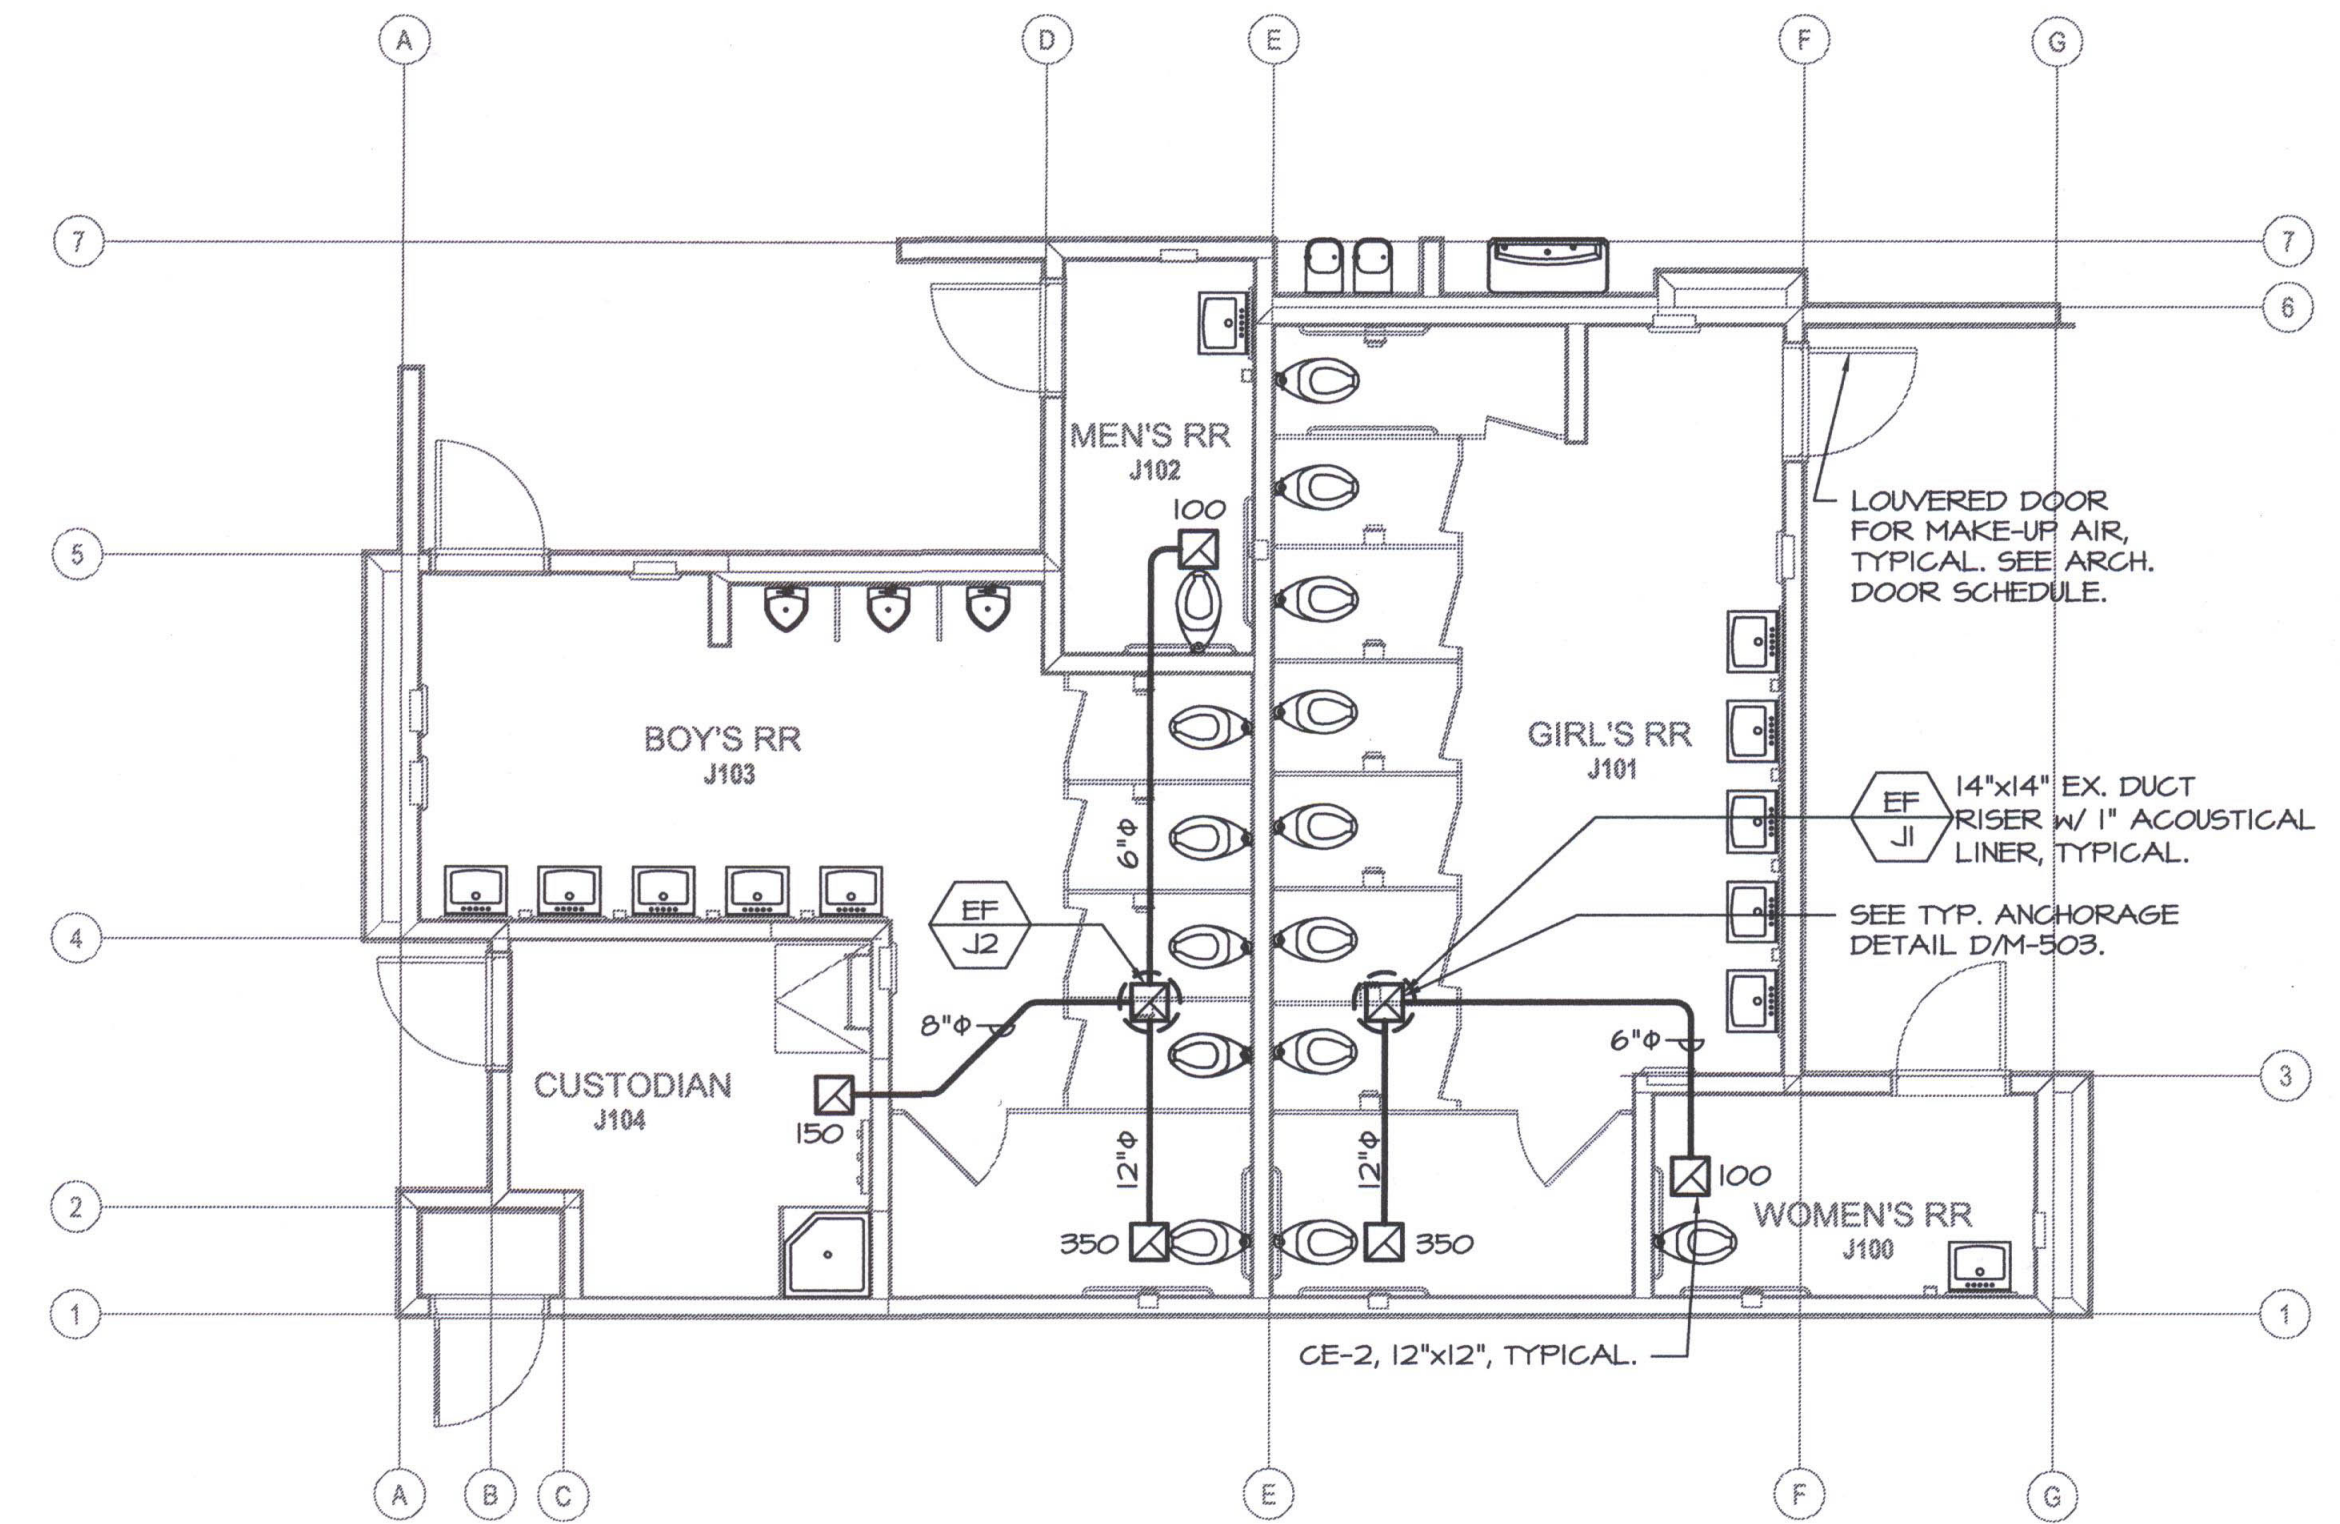 A
D
E
F
G
7
7
6
MEN'S RR
J102
100
LOUVERED DOOR
FOR MAKE-UP AIR,
TYPICAL. SEE ARCH.
DOOR SCHEDULE.
5
BOY'S RR
J103
GIRL'S RR
J101
6"Φ
EF
J1
14"x14" EX. DUCT
RISER w/ 1" ACOUSTICAL
LINER, TYPICAL.
EF
J2
SEE TYP. ANCHORAGE
DETAIL D/M-503.
4
8"Φ
6"Φ
3
CUSTODIAN
J104
150
12"Φ
12"Φ
100
2
WOMEN'S RR
J100
350
350
1
1
CE-2, 12"x12", TYPICAL.
A
B
C
E
F
G